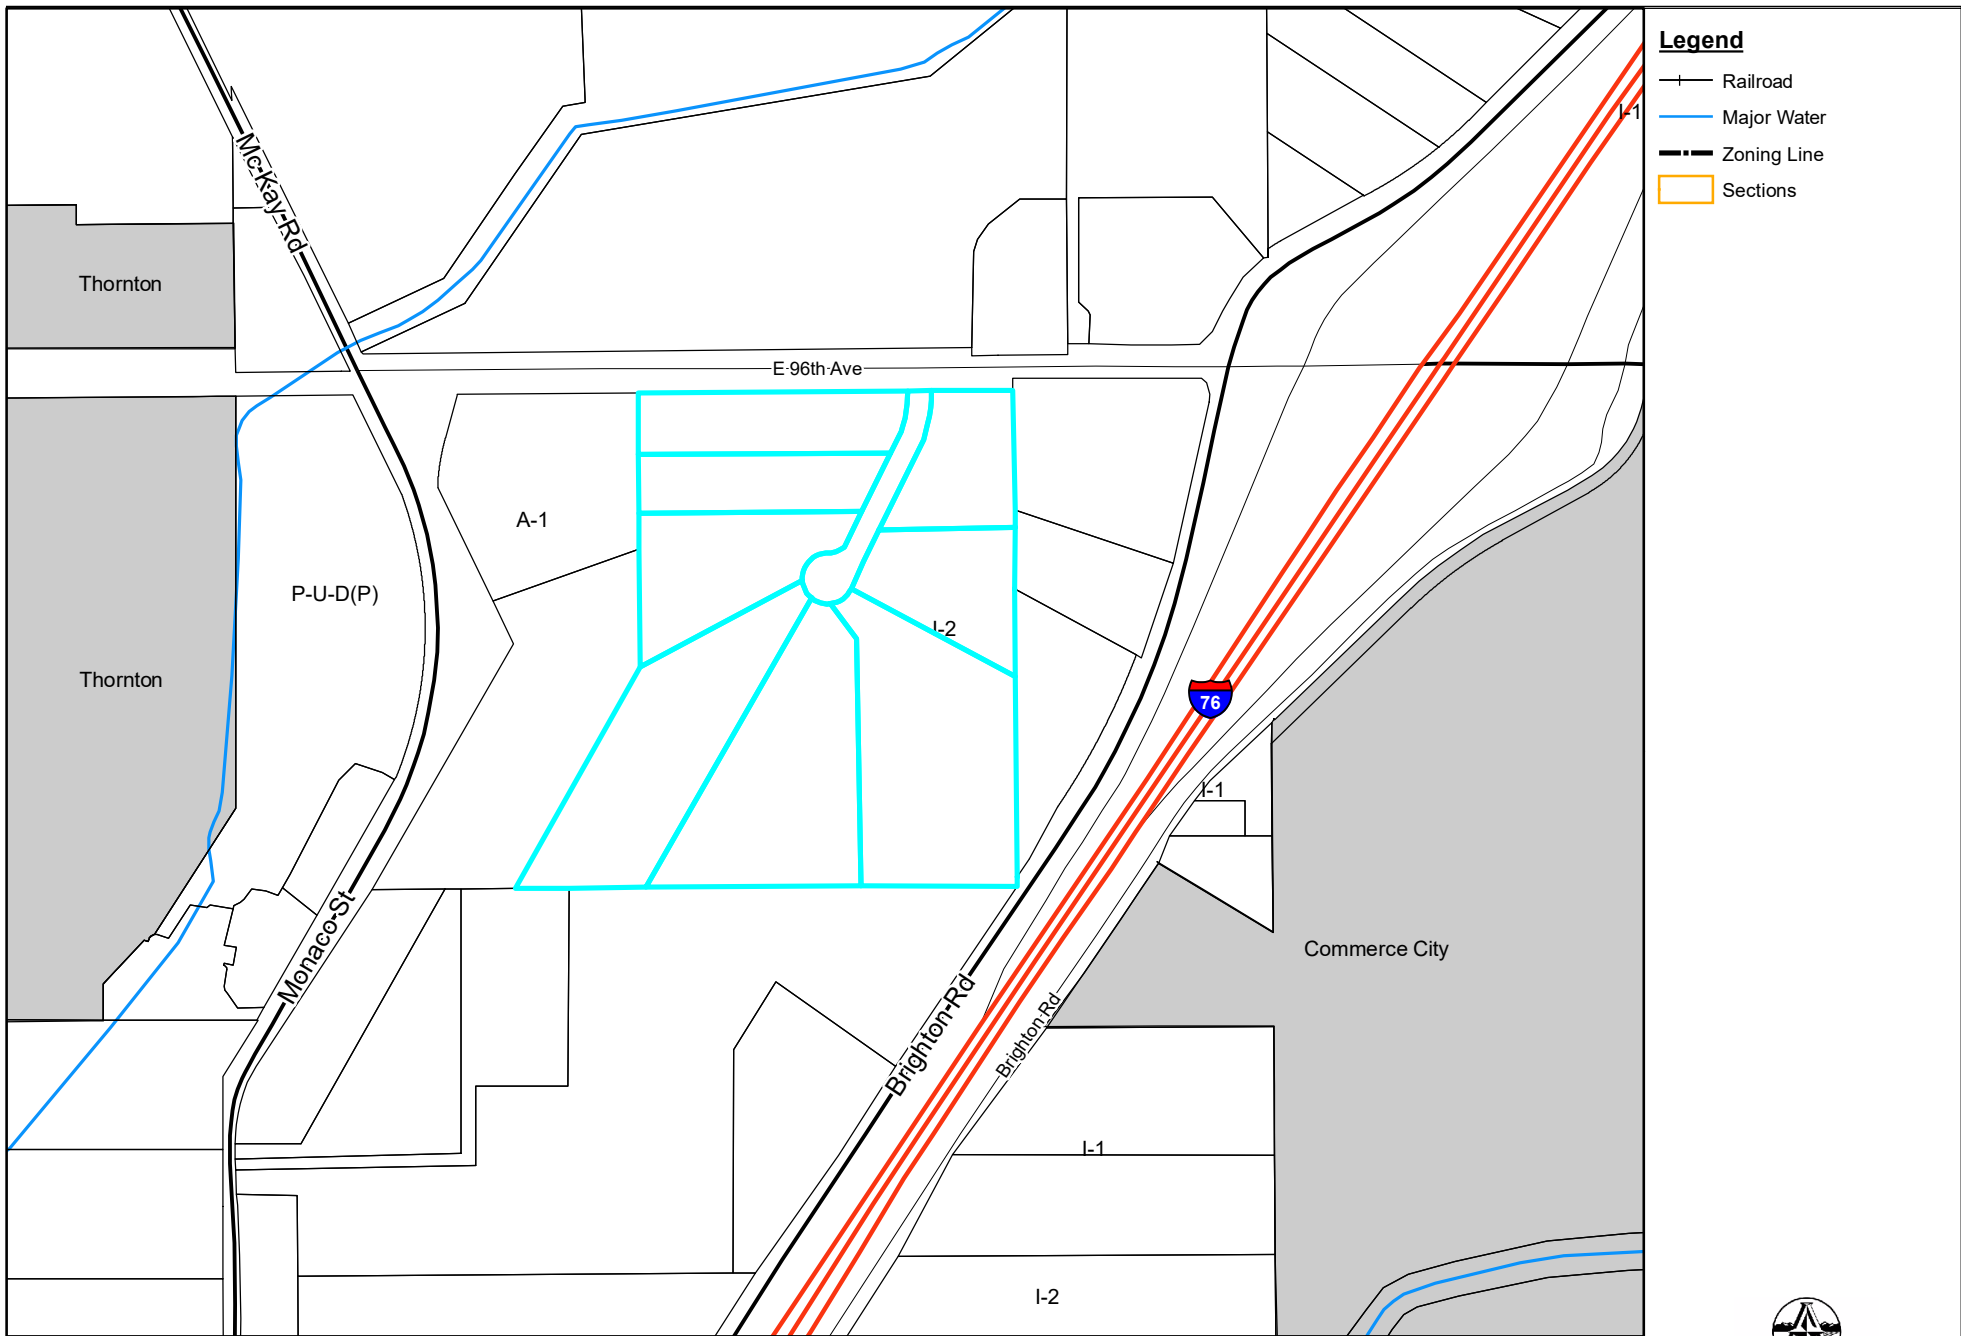 Legend
Railroad
Major Water
Zoning Line
Sections
I-1
Mc-Kay-Rd
Thornton
E-96th-Ave
A-1
P-U-D(P)
I-2
Thornton
76
I-1
Monaco-St
Commerce City
Brighton-Rd
Brighton-Rd
I-1
I-2